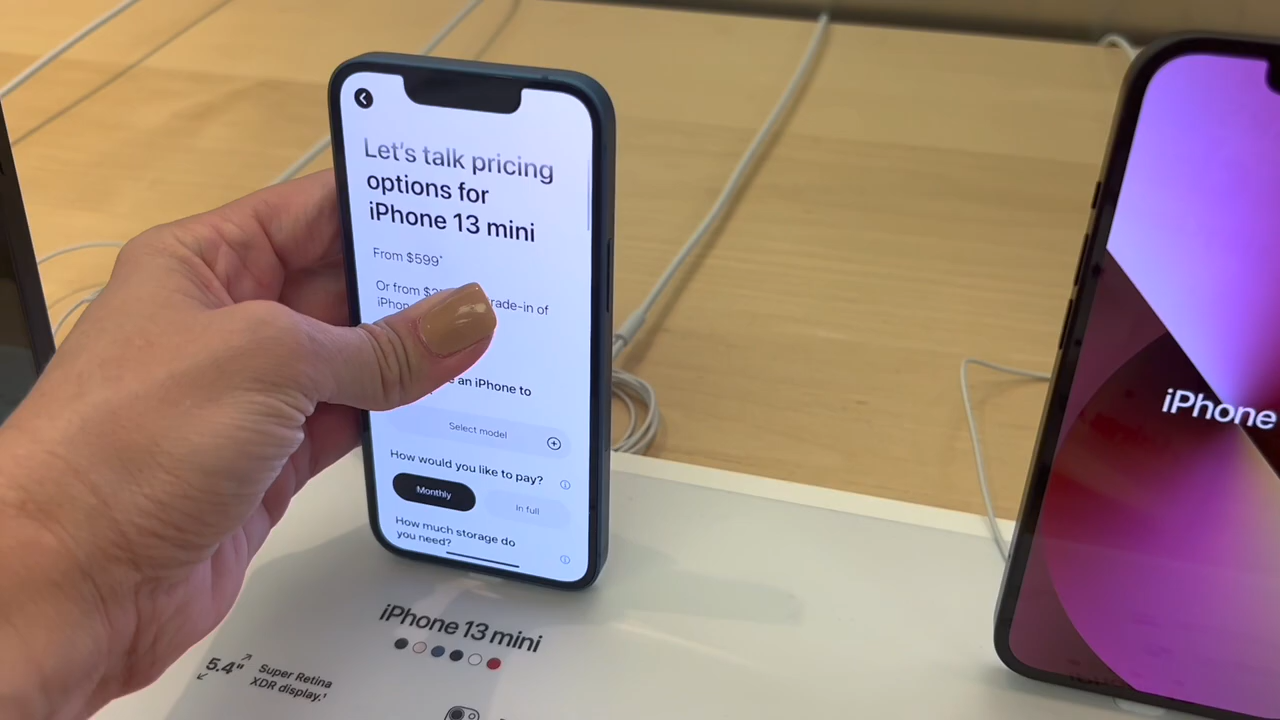 Let's talk pricing
options for
iPhone 13 mini
From $599*
Or from rade-in of
an iPhone to
Select model
How would you like to pay?
Monthly
In full
How much storage do
you need?
iPhone 13 mini
5.4"
Super Retina
XDR display.¹
iPhone